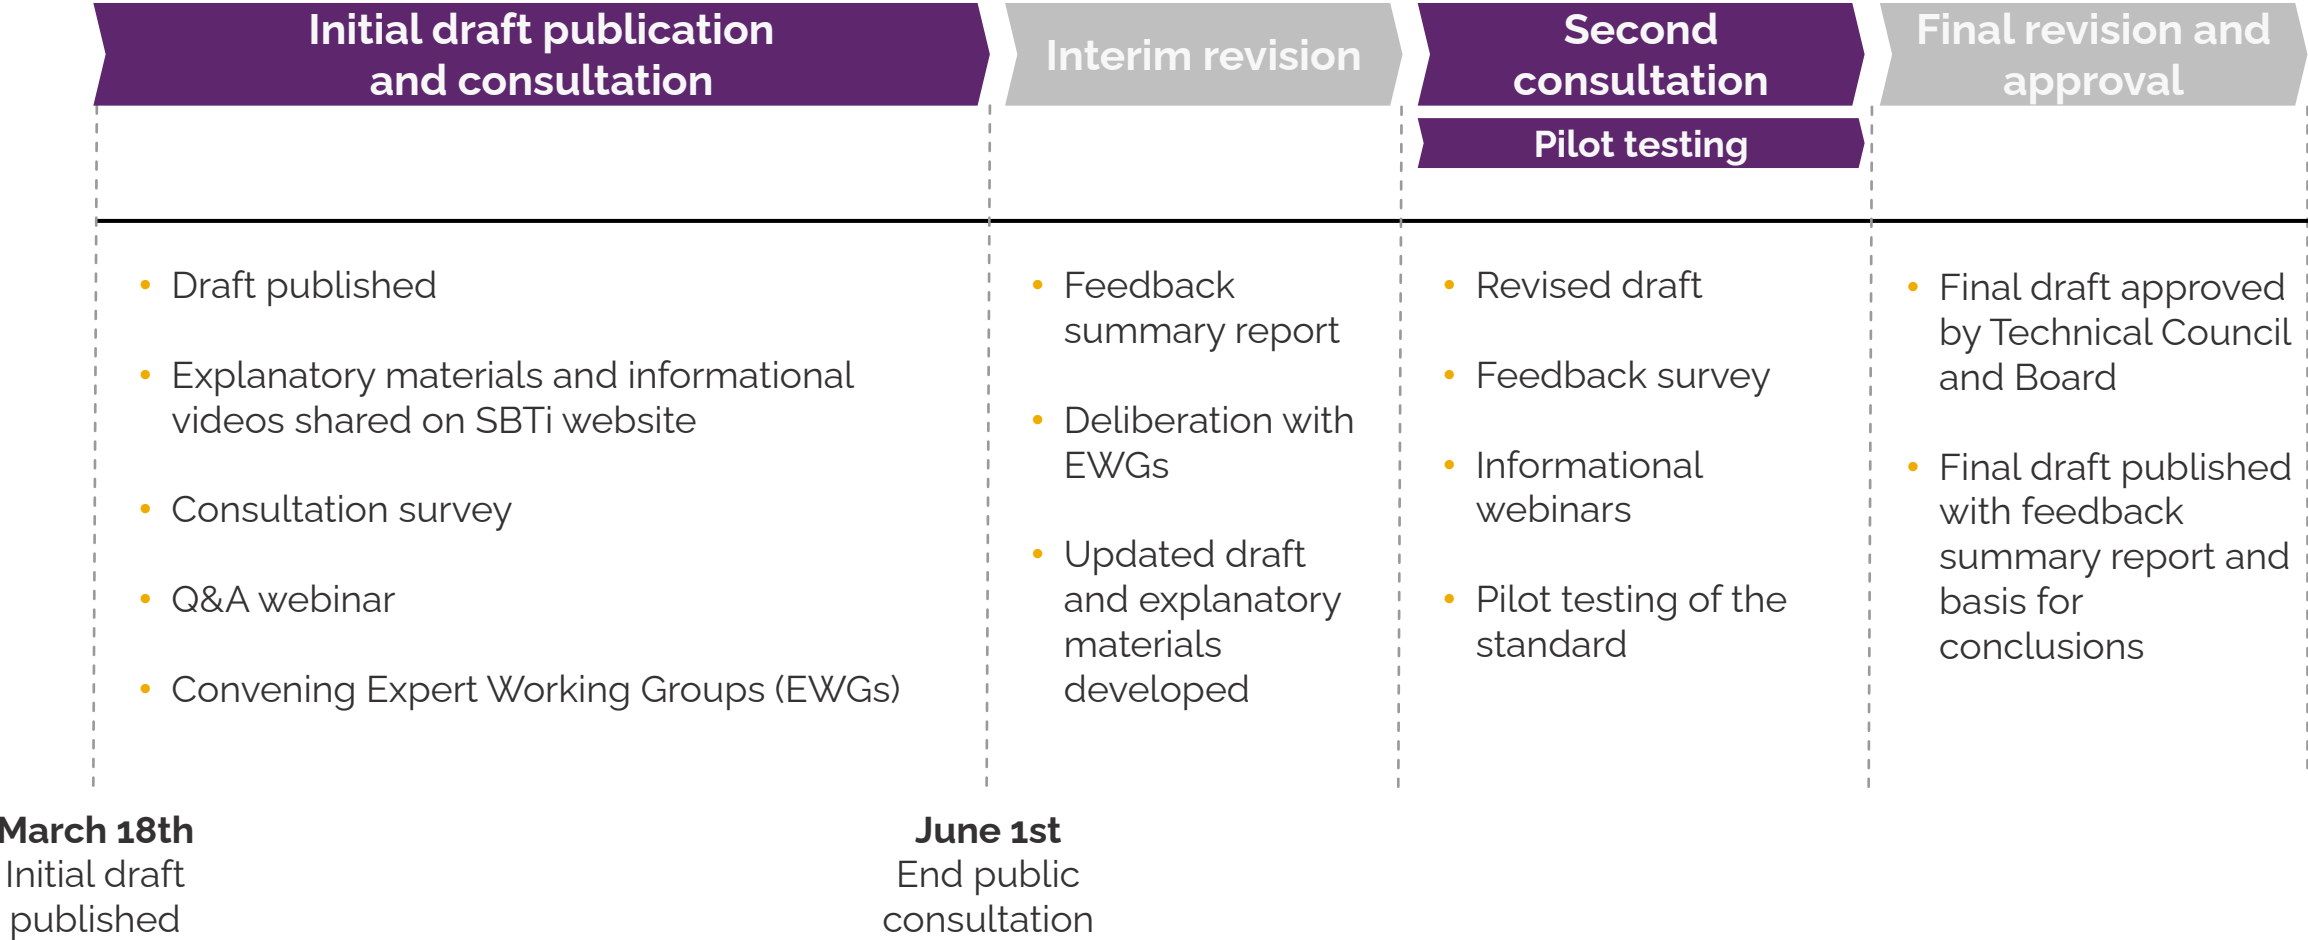 Initial draft publication
and consultation
Interim revision
Second
consultation
Final revision and
approval
Pilot testing
• Draft published
• Explanatory materials and informational
videos shared on SBTi website
• Consultation survey
• Q&A webinar
• Convening Expert Working Groups (EWGs)
• Feedback
summary report
• Deliberation with
EWGs
• Updated draft
and explanatory
materials
developed
• Revised draft
• Feedback survey
• Informational
webinars
• Pilot testing of the
standard
• Final draft approved
by Technical Council
and Board
• Final draft published
with feedback
summary report and
basis for
conclusions
March 18th
Initial draft
published
June 1st
End public
consultation